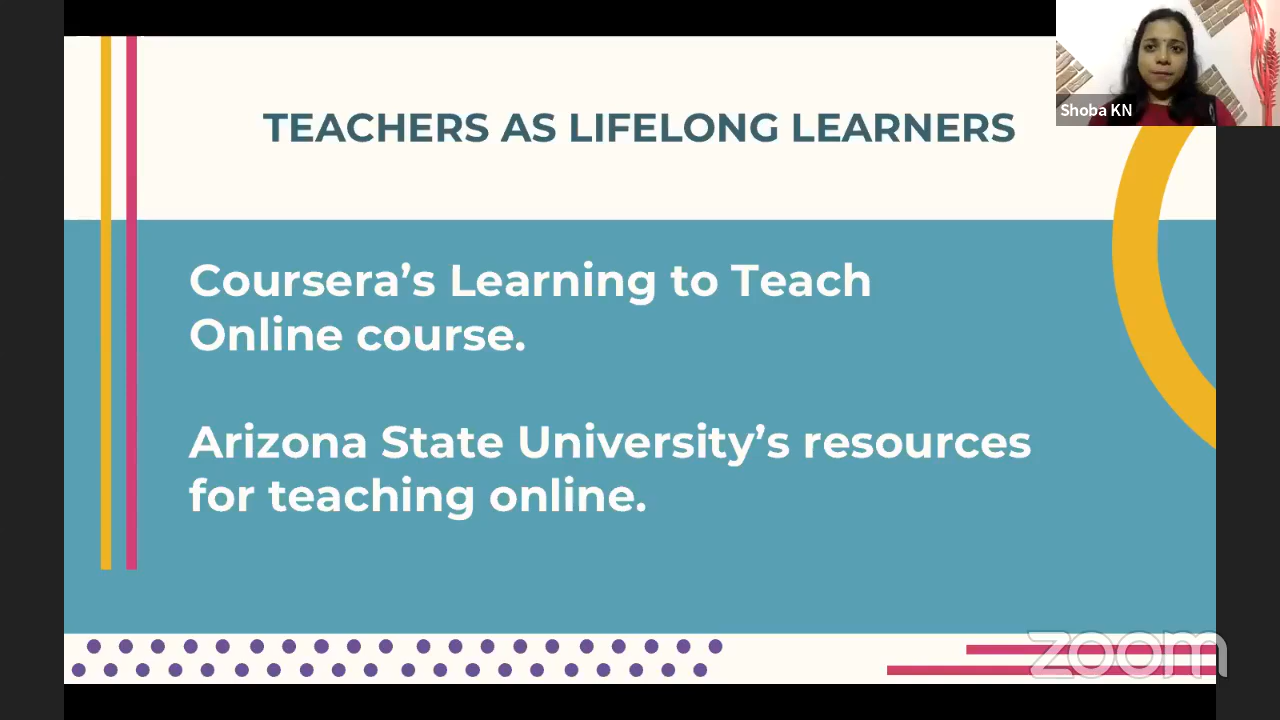 TEACHERS AS LIFELONG LEARNERS
Shoba KN
Coursera’s Learning to Teach
Online course.
Arizona State University’s resources
for teaching online.
zoom